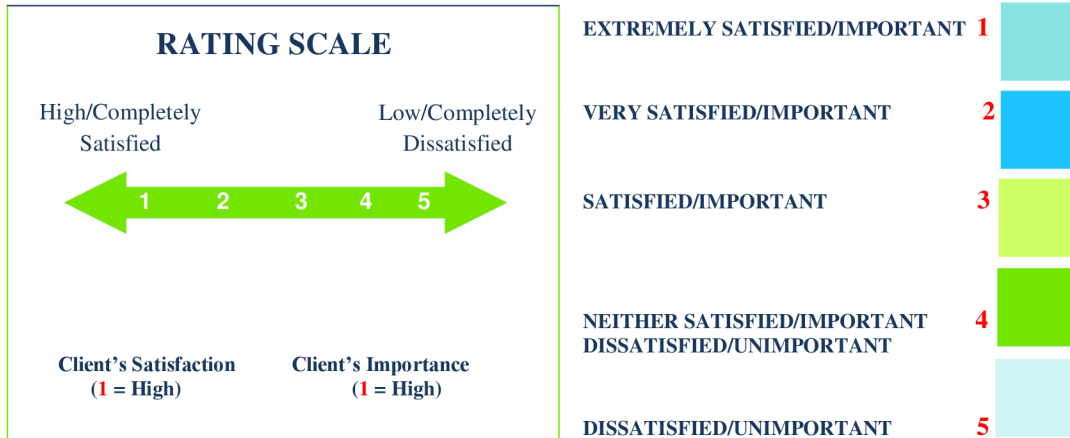 RATING SCALE
High/Completely Satisfied
Low/Completely Dissatisfied
1 2 3 4 5
Client's Satisfaction
(1 = High)
Client's Importance
(1 = High)
EXTREMELY SATISFIED/IMPORTANT 1
VERY SATISFIED/IMPORTANT 2
SATISFIED/IMPORTANT 3
NEITHER SATISFIED/IMPORTANT 4
DISSATISFIED/UNIMPORTANT
DISSATISFIED/UNIMPORTANT 5